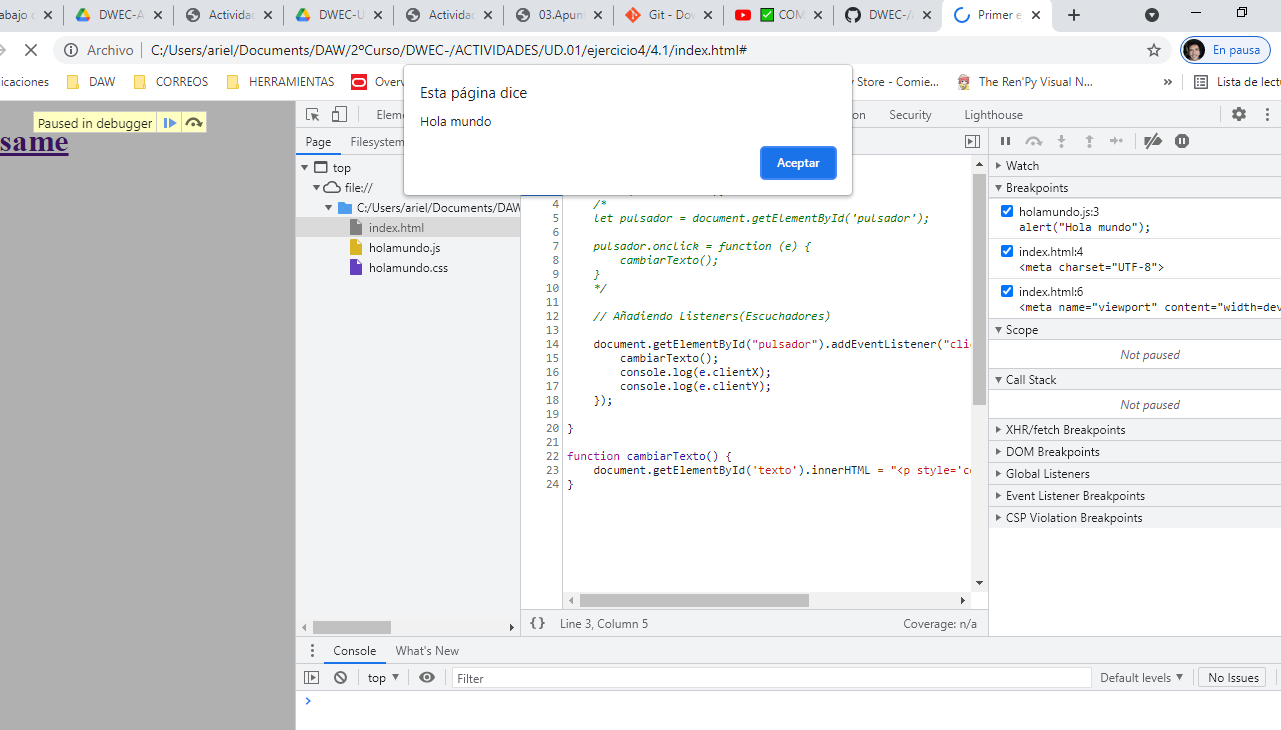 abajo c
DWEC-A
Actividad
DWEC-U
Actividad
03.Apun
Git - Dow
COM
DWEC-/A
Primer e
Archivo C:/Users/ariel/Documents/DAW/2ºCurso/DWEC-/ACTIVIDADES/UD.01/ejercicio4/4.1/index.html# En pausa
icaciones DAW CORREOS HERRAMIENTAS Overv y Store - Comie... The Ren'Py Visual N... » Lista de lectu
Esta página dice
Hola mundo
Aceptar
Paused in debugger
same
Eleme on Security Lighthouse
Page Filesystem
top
file://
C:/Users/ariel/Documents/DAW
index.html
holamundo.js
holamundo.css
4 /*
5 let pulsador = document.getElementById('pulsador');
6
7 pulsador.onclick = function (e) {
8 cambiarTexto();
9 }
10 */
11
12 // Añadiendo Listeners(Escuchadores)
13
14 document.getElementById("pulsador").addEventListener("clic
15 cambiarTexto();
16 console.log(e.clientX);
17 console.log(e.clientY);
18 });
19
20 }
21
22 function cambiarTexto() {
23 document.getElementById('texto').innerHTML = "<p style='co
24 }
{} Line 3, Column 5 Coverage: n/a
Watch
Breakpoints
holamundo.js:3
alert("Hola mundo");
index.html:4
<meta charset="UTF-8">
index.html:6
<meta name="viewport" content="width=dev
Scope
Not paused
Call Stack
Not paused
XHR/fetch Breakpoints
DOM Breakpoints
Global Listeners
Event Listener Breakpoints
CSP Violation Breakpoints
Console What's New
top Filter Default levels No Issues